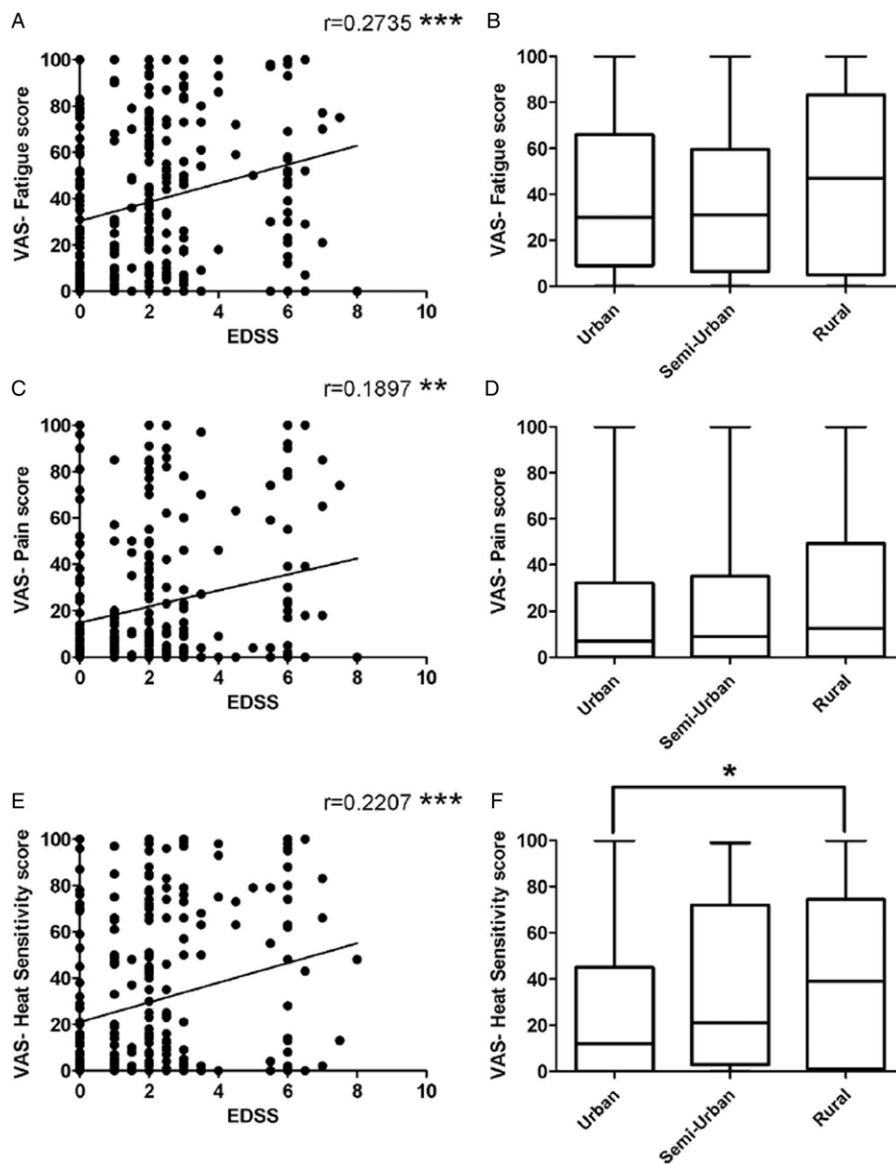 A
r=0.2735 ***
VAS- Fatigue score
100
80
60
40
20
0
0 2 4 6 8 10
EDSS
B
VAS- Fatigue score
100
80
60
40
20
0
Urban
Semi-Urban
Rural
C
r=0.1897 **
VAS- Pain score
100
80
60
40
20
0
0 2 4 6 8 10
EDSS
D
VAS- Pain score
100
80
60
40
20
0
Urban
Semi-Urban
Rural
E
r=0.2207 ***
VAS- Heat Sensitivity score
100
80
60
40
20
0
0 2 4 6 8 10
EDSS
F
*
VAS- Heat Sensitivity score
100
80
60
40
20
0
Urban
Semi-Urban
Rural